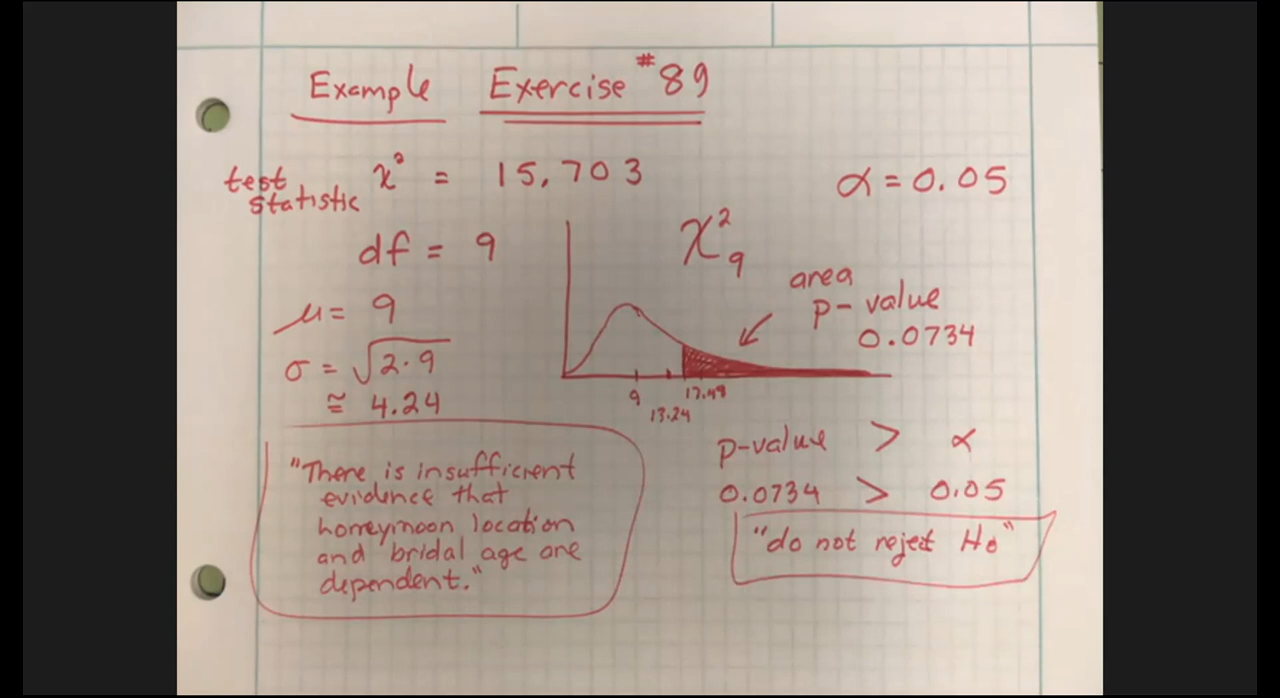 Example Exercise #89
test statistic χ² = 15.703
α = 0.05
df = 9
χ²₉
μ = 9
area
p-value
0.0734
σ = √2·9
≅ 4.24
9 13.24 17.48
p-value > α
0.0734 > 0.05
"do not reject Ho"
"There is insufficient
evidence that
honeymoon location
and bridal age are
dependent."